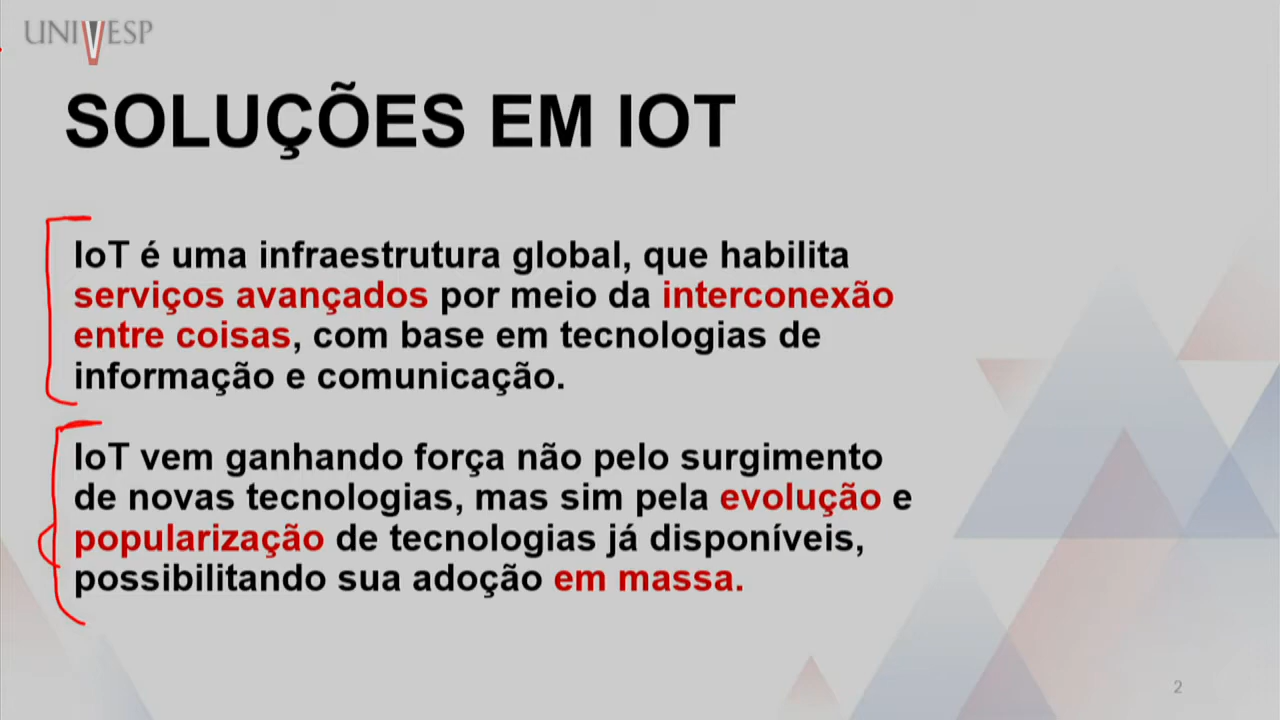 UNIVESP
SOLUÇÕES EM IOT
IoT é uma infraestrutura global, que habilita
serviços avançados por meio da interconexão
entre coisas, com base em tecnologias de
informação e comunicação.
IoT vem ganhando força não pelo surgimento
de novas tecnologias, mas sim pela evolução e
popularização de tecnologias já disponíveis,
possibilitando sua adoção em massa.
2